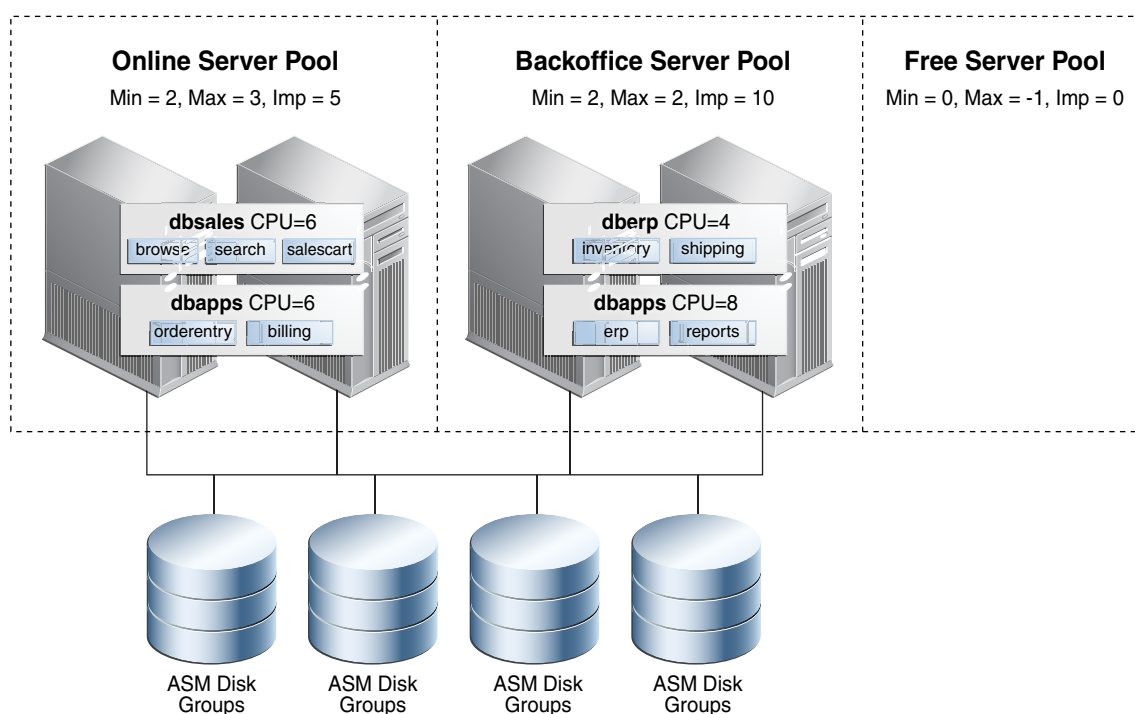 Online Server Pool
Min = 2, Max = 3, Imp = 5
Backoffice Server Pool
Min = 2, Max = 2, Imp = 10
Free Server Pool
Min = 0, Max = -1, Imp = 0
dbsales CPU=6
browse search salescart
dbapps CPU=6
orderentry billing
dberp CPU=4
inventory shipping
dbapps CPU=8
erp reports
ASM Disk
Groups
ASM Disk
Groups
ASM Disk
Groups
ASM Disk
Groups